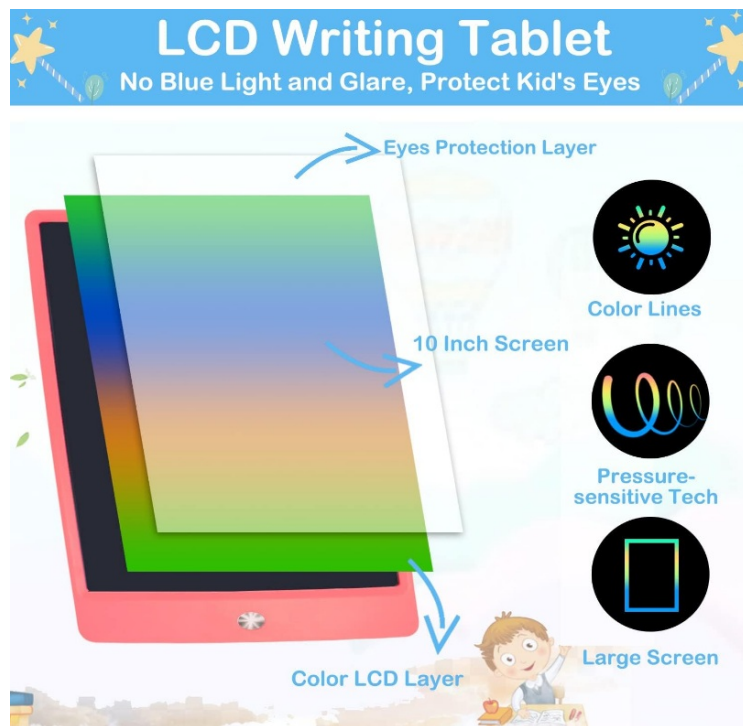 LCD Writing Tablet
No Blue Light and Glare, Protect Kid's Eyes
Eyes Protection Layer
Color Lines
10 Inch Screen
Pressure-
sensitive Tech
Large Screen
Color LCD Layer